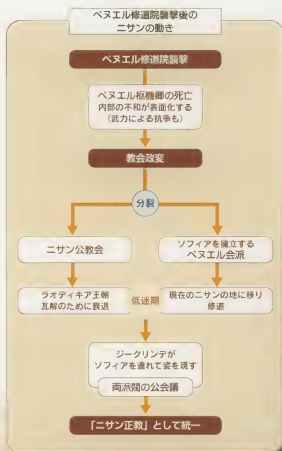 ペヌエル修道院襲撃後の
ニサンの動き
ペヌエル修道院襲撃
ペヌエル枢機卿の死亡
内部の不和が表面化する
(武力による抗争も)
教会政変
分裂
ニサン公教会
ソフィアを擁立する
ペヌエル会派
ラオディキア王朝
瓦解のために衰退
低迷期
現在のニサンの地に移り
修道
ジークリンデが
ソフィアを連れて姿を現す
両派閥の公会議
「ニサン正教」として統一